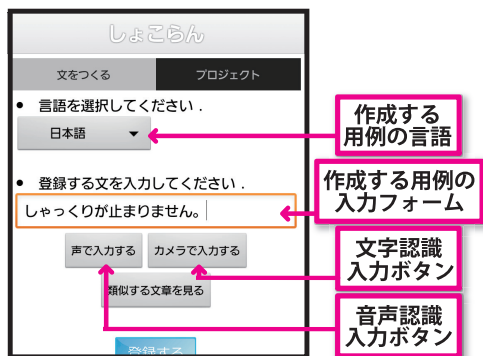 しょこらん
文をつくる プロジェクト
• 言語を選択してください．
日本語
作成する
用例の言語
• 登録する文を入力してください．
しゃっくりが止まりません。
作成する用例の
入力フォーム
声で入力する カメラで入力する
文字認識
入力ボタン
類似する文章を見る
音声認識
入力ボタン
登録する